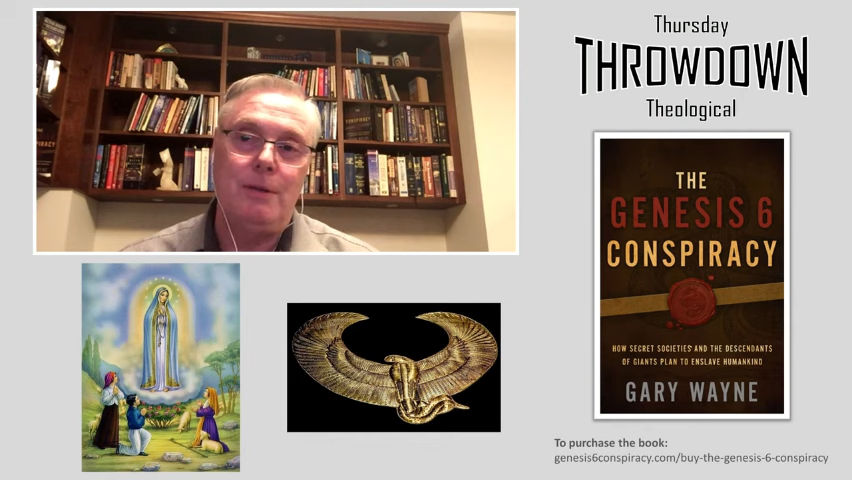 Thursday
THROWDOWN
Theological
THE
GENESIS 6
CONSPIRACY
HOW SECRET SOCIETIES AND THE DESCENDANTS
OF GIANTS PLAN TO ENSLAVE HUMANKIND
GARY WAYNE
To purchase the book:
genesis6conspiracy.com/buy-the-genesis-6-conspiracy